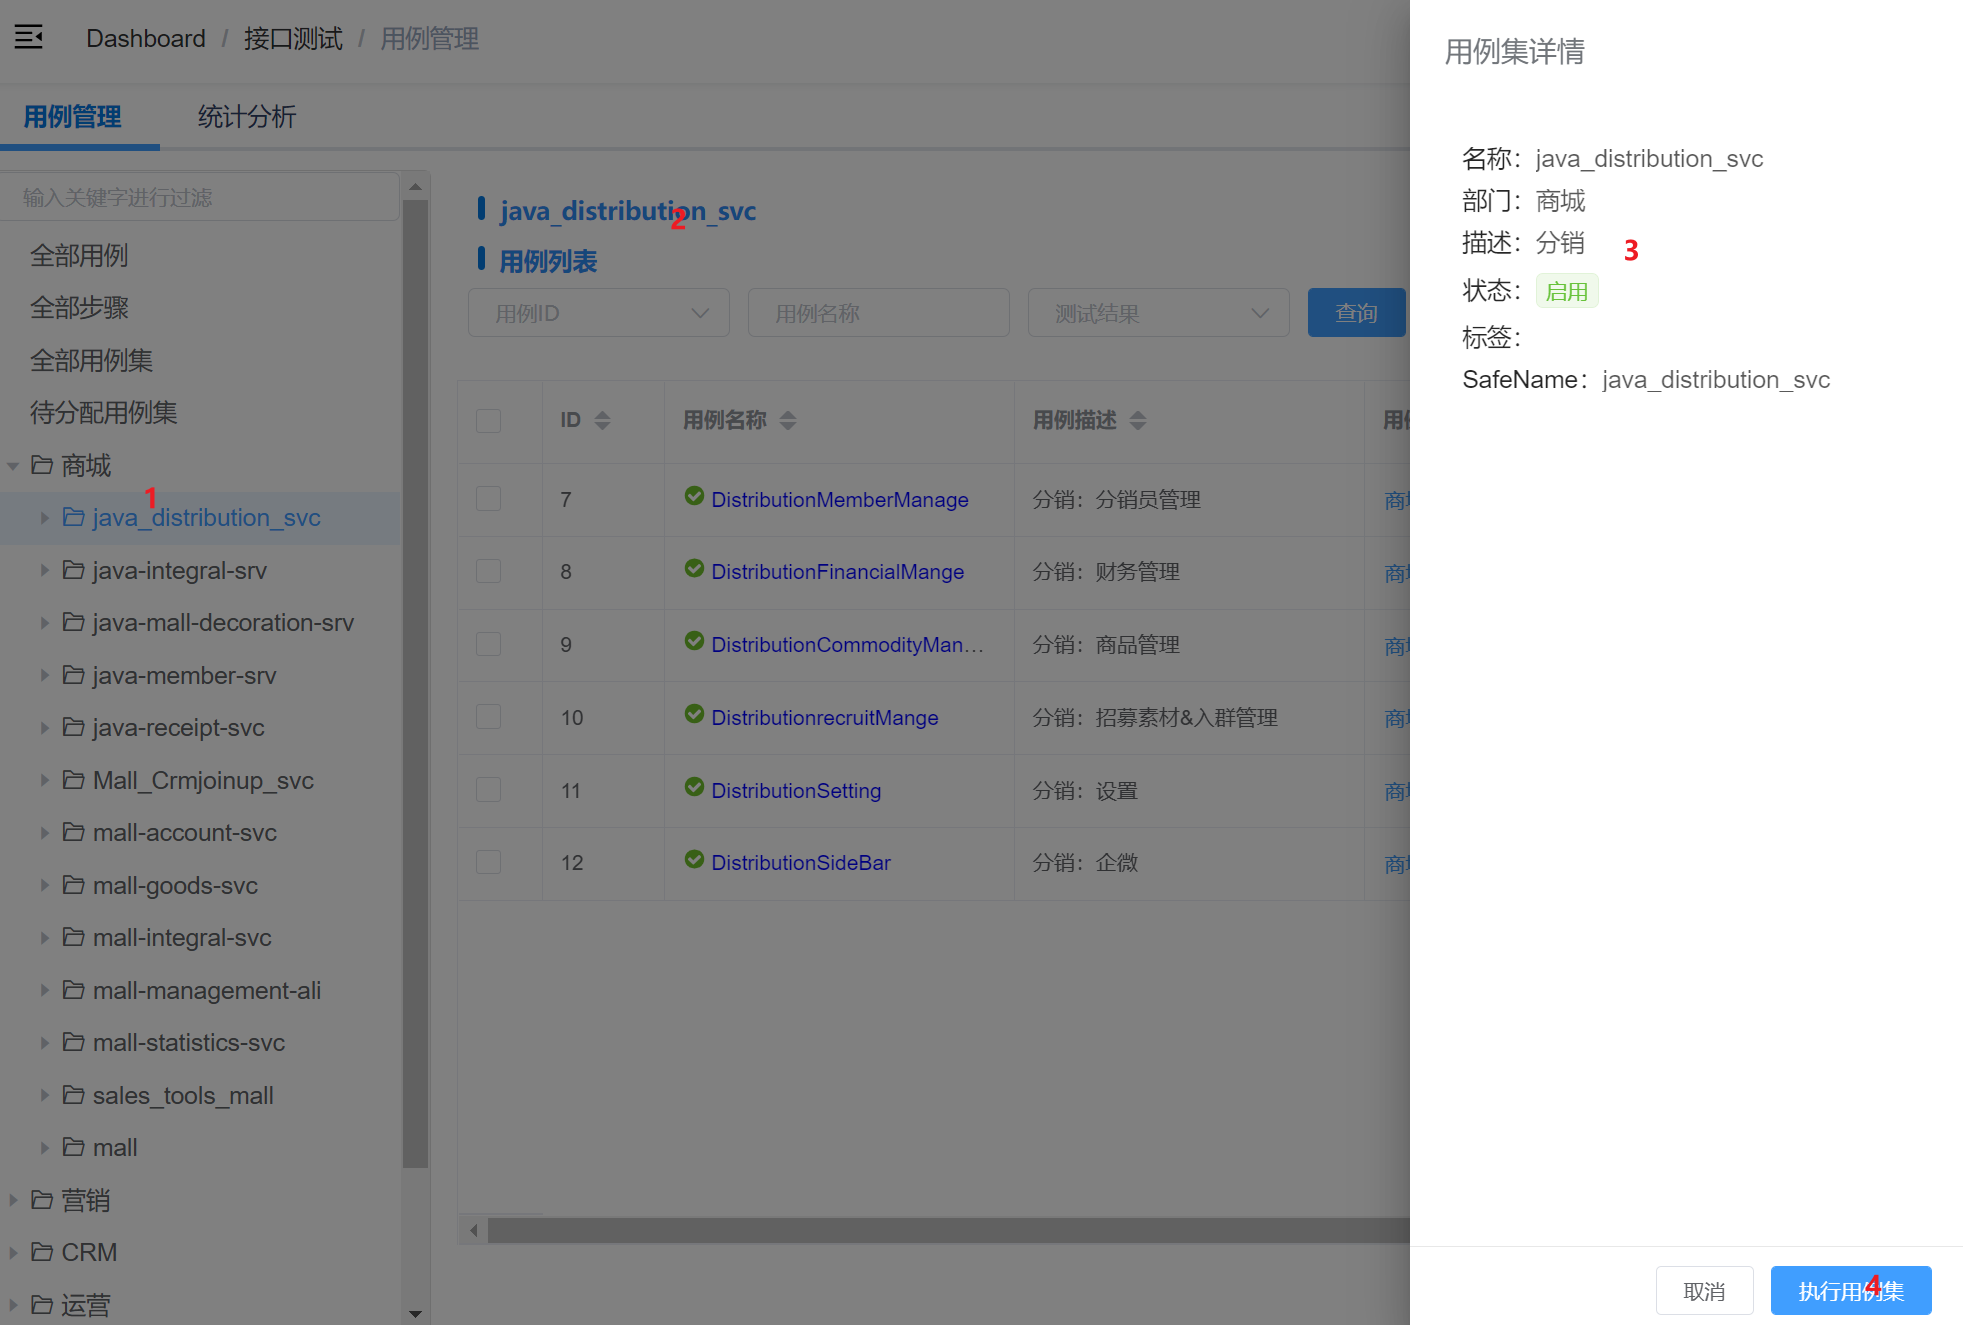 Dashboard / 接口测试 / 用例管理
用例管理 统计分析
输入关键字进行过滤
全部用例
全部步骤
全部用例集
待分配用例集
商城
1
java_distribution_svc
java-integral-srv
java-mall-decoration-srv
java-member-srv
java-receipt-svc
Mall_Crmjoinup_svc
mall-account-svc
mall-goods-svc
mall-integral-svc
mall-management-ali
mall-statistics-svc
sales_tools_mall
mall
营销
CRM
运营
java_distribution_svc
2
用例列表
用例ID 用例名称 测试结果 查询
ID 用例名称 用例描述 用
7 DistributionMemberManage 分销：分销员管理 商
8 DistributionFinancialMange 分销：财务管理 商
9 DistributionCommodityMan… 分销：商品管理 商
10 DistributionrecruitMange 分销：招募素材&入群管理 商
11 DistributionSetting 分销：设置 商
12 DistributionSideBar 分销：企微 商
用例集详情
名称：java_distribution_svc
部门：商城
描述：分销
3
状态：启用
标签：
SafeName：java_distribution_svc
取消 执行用例集
4